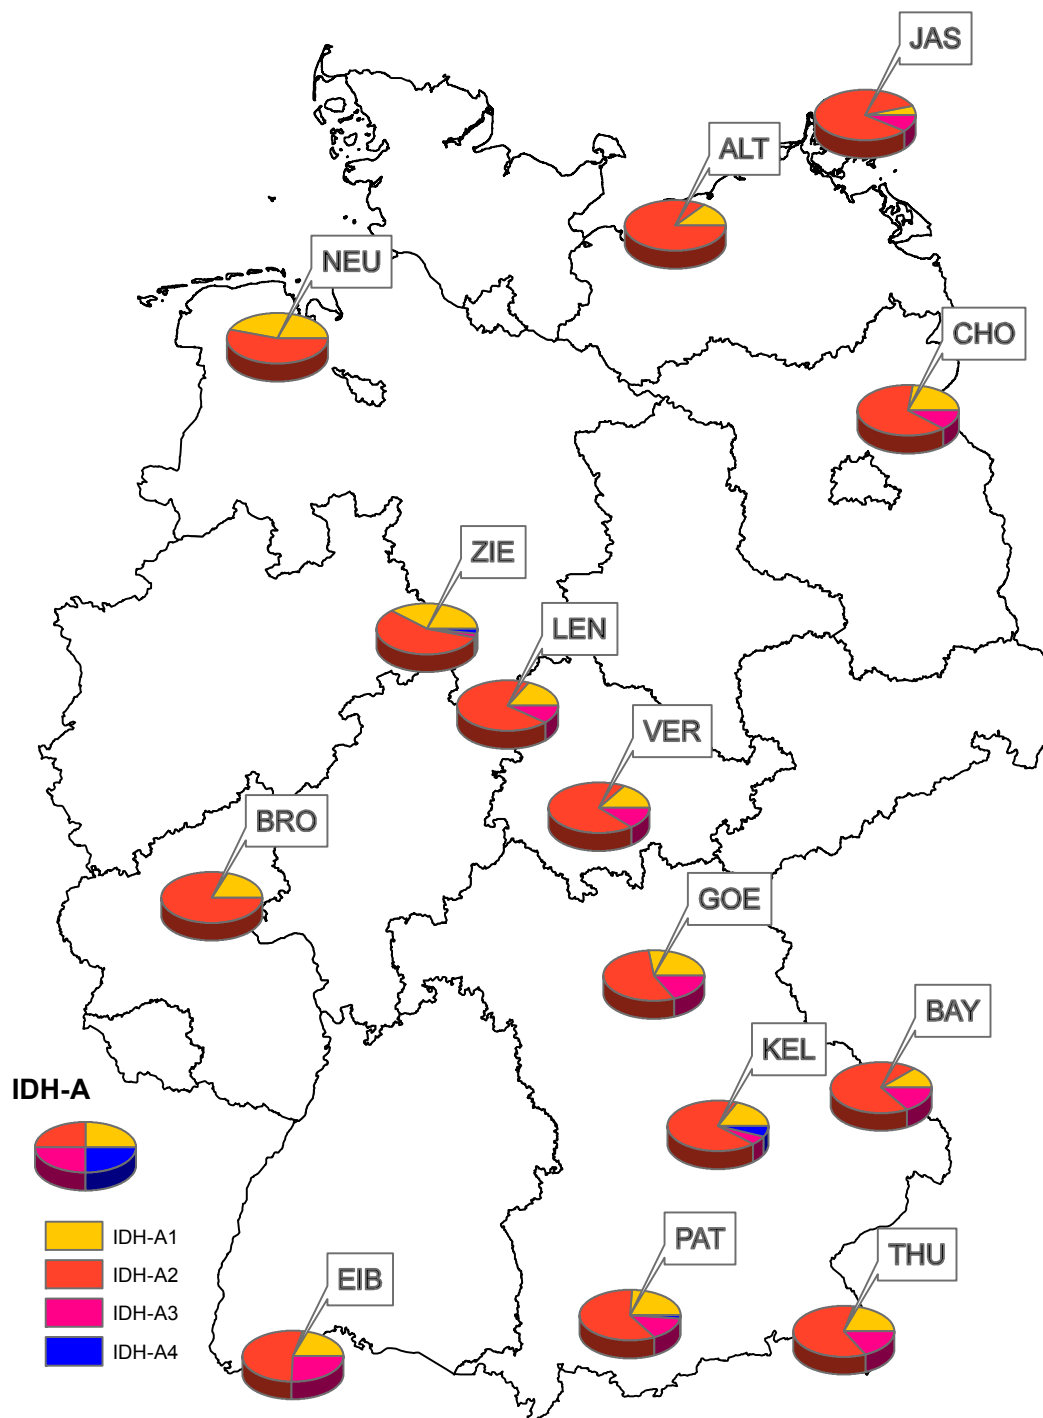 JAS
ALT
NEU
CHO
ZIE
LEN
VER
BRO
GOE
BAY
KEL
IDH-A
PAT
THU
IDH-A1
EIB
IDH-A2
IDH-A3
IDH-A4